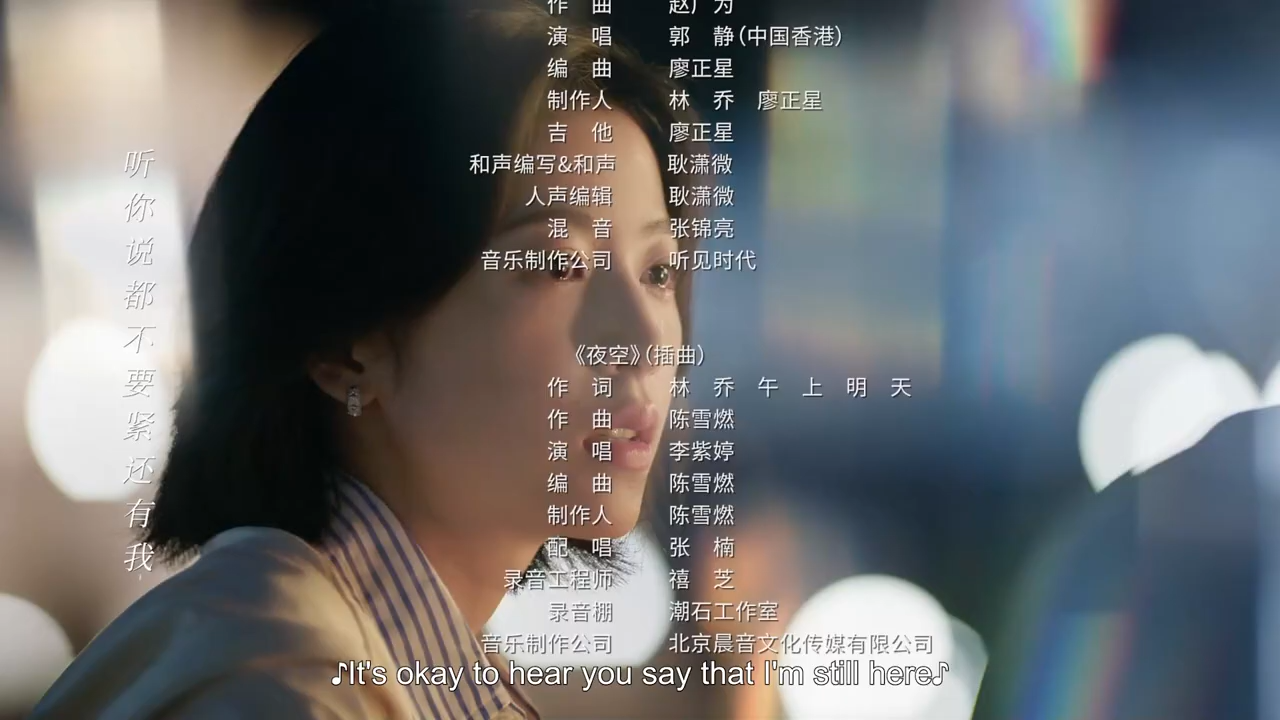 作 曲 赵广为
演 唱 郭 静(中国香港)
编 曲 廖正星
制作人 林 乔 廖正星
吉 他 廖正星
和声编写&和声 耿潇微
人声编辑 耿潇微
混 音 张锦亮
音乐制作公司 听见时代
听你说都不要紧还有我
《夜空》(插曲)
作 词 林 乔 午 上 明 天
作 曲 陈雪燃
演 唱 李紫婷
编 曲 陈雪燃
制作人 陈雪燃
配 唱 张 楠
录音工程师 禧 芝
录音棚 潮石工作室
音乐制作公司 北京晨音文化传媒有限公司
♪It's okay to hear you say that I'm still here♪